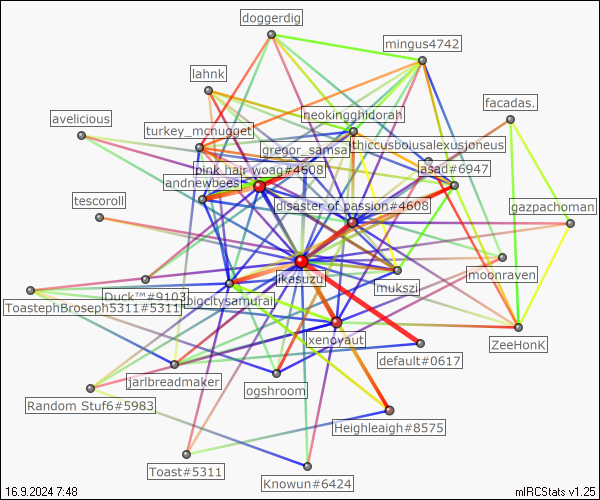 doggerdig
mingus4742
lahnk
facadas.
neokingghidorah
avelicious
turkey_mcnugget
thiccusboiusalexusjoneus
gregor_samsa
pink hair woag#4608
asad#6947
andnewbees
disaster of passion#4608
tescoroll
gazpachoman
ikasuzu
moonraven
mukszi
Duck™#9103
bigcitysamurai
ToastephBroseph5311#5311
xenoyaut
ZeeHonK
default#0617
jarlbreadmaker
ogshroom
Random Stuf6#5983
Heighleaigh#8575
Toast#5311
Knowun#6424
16.9.2024 7:48
mIRCStats v1.25